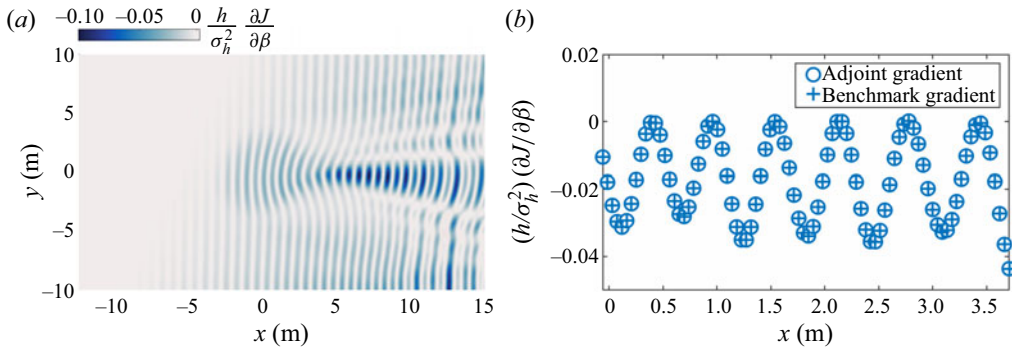 (a)
−0.10 −0.05 0 h/σ_h^2 ∂J/∂β
10
5
0
−5
−10
y (m)
−10 −5 0 5 10 15
x (m)
(b)
0.02
0
−0.02
−0.04
(h/σ_h^2) (∂J/∂β)
Adjoint gradient
Benchmark gradient
0 0.5 1.0 1.5 2.0 2.5 3.0 3.5
x (m)